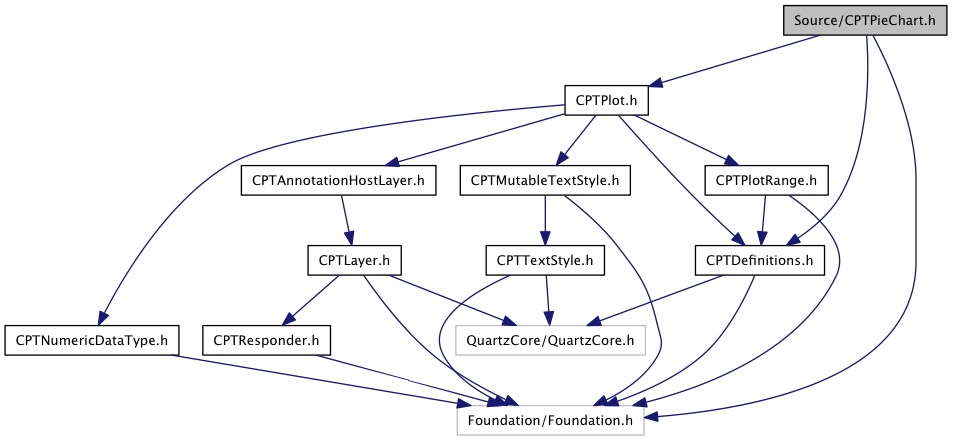 Source/CPTPieChart.h
CPTPlot.h
CPTAnnotationHostLayer.h
CPTMutableTextStyle.h
CPTPlotRange.h
CPTLayer.h
CPTTextStyle.h
CPTDefinitions.h
CPTNumericDataType.h
CPTResponder.h
QuartzCore/QuartzCore.h
Foundation/Foundation.h